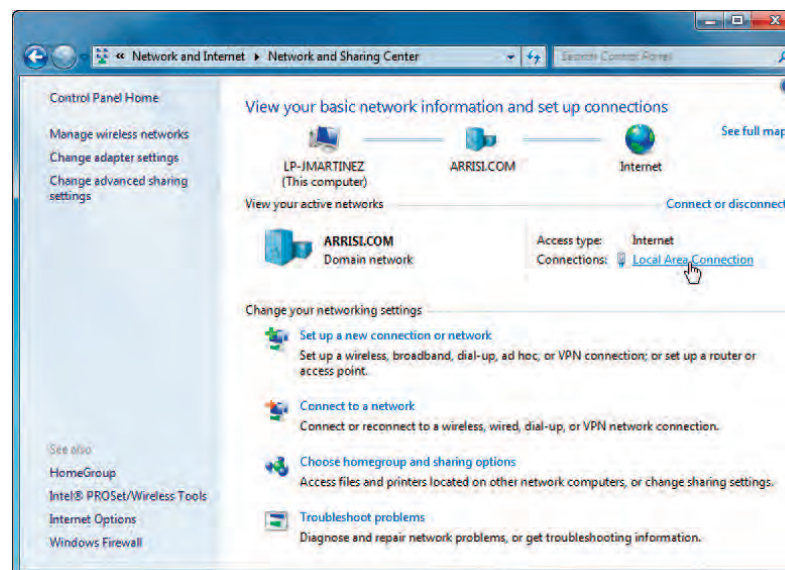 « Network and Internet ▸ Network and Sharing Center
Search Control Panel
Control Panel Home
Manage wireless networks
Change adapter settings
Change advanced sharing
settings
See also
HomeGroup
Intel® PROSet/Wireless Tools
Internet Options
Windows Firewall
View your basic network information and set up connections
See full map
LP-JMARTINEZ
(This computer)
ARRISI.COM
Internet
View your active networks
Connect or disconnect
ARRISI.COM
Domain network
Access type: Internet
Connections: Local Area Connection
Change your networking settings
Set up a new connection or network
Set up a wireless, broadband, dial-up, ad hoc, or VPN connection; or set up a router or
access point.
Connect to a network
Connect or reconnect to a wireless, wired, dial-up, or VPN network connection.
Choose homegroup and sharing options
Access files and printers located on other network computers, or change sharing settings.
Troubleshoot problems
Diagnose and repair network problems, or get troubleshooting information.